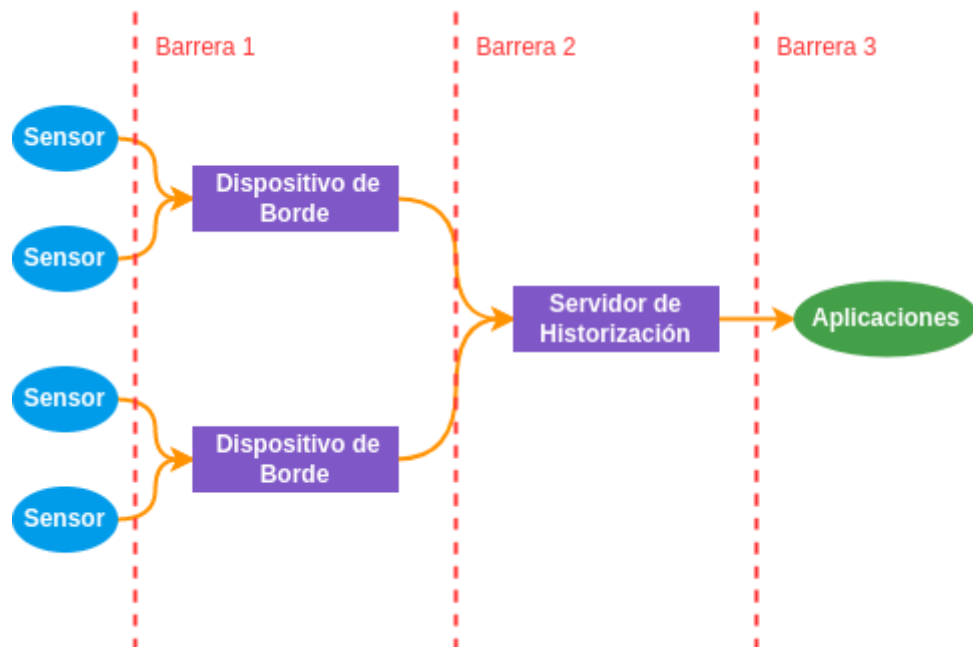 Barrera 1
Barrera 2
Barrera 3
Sensor
Sensor
Dispositivo de
Borde
Servidor de
Historización
Aplicaciones
Sensor
Sensor
Dispositivo de
Borde